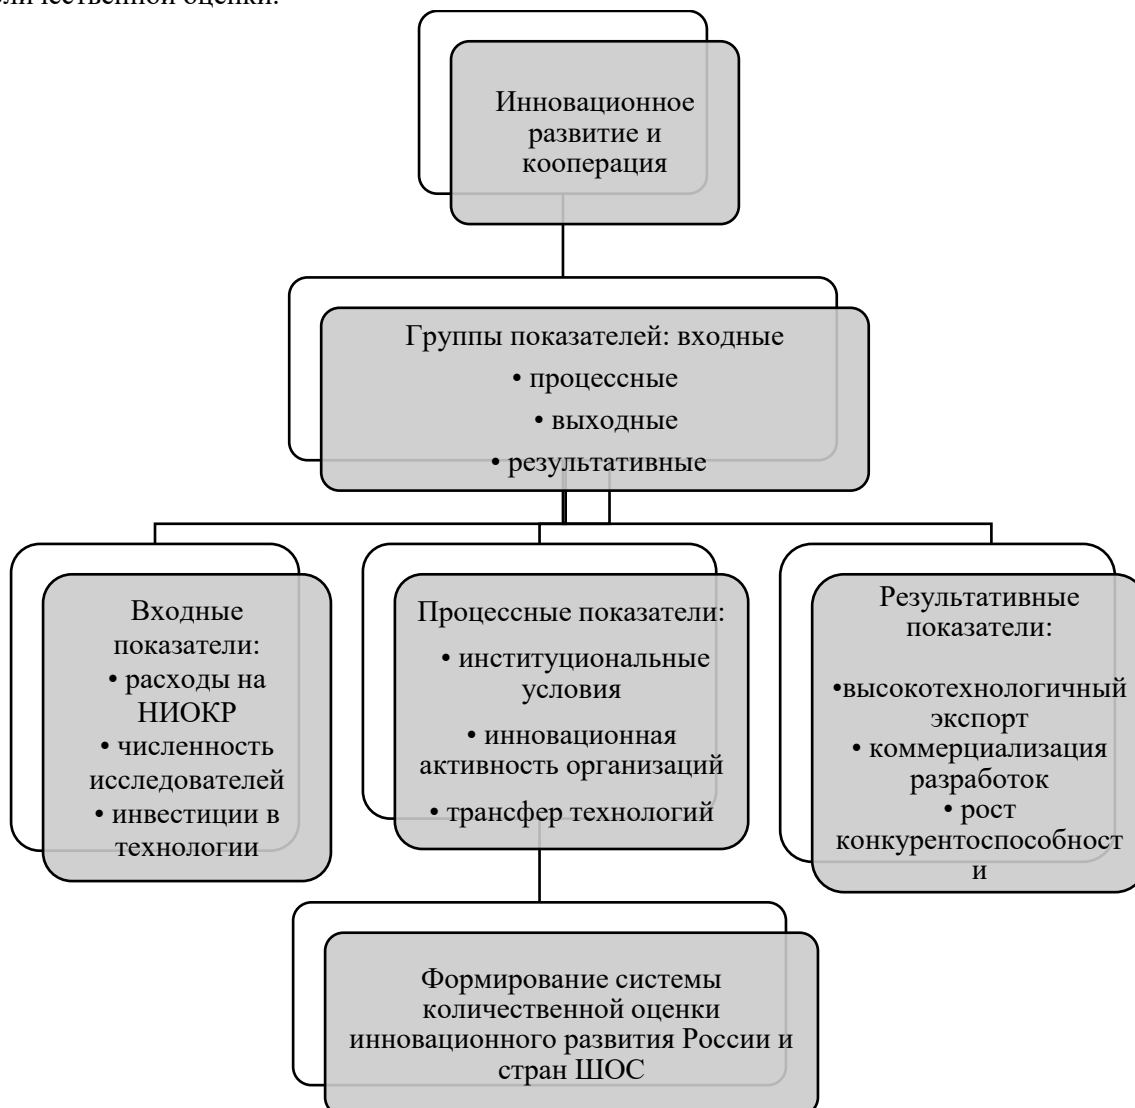 количественной оценки.
Инновационное
развитие и
кооперация
Группы показателей: входные
• процессные
• выходные
• результативные
Входные
показатели:
• расходы на
НИОКР
• численность
исследователей
• инвестиции в
технологии
Процессные показатели:
• институциональные
условия
• инновационная
активность организаций
• трансфер технологий
Результативные
показатели:
•высокотехнологичный
экспорт
• коммерциализация
разработок
• рост
конкурентоспособност
и
Формирование системы
количественной оценки
инновационного развития России и
стран ШОС